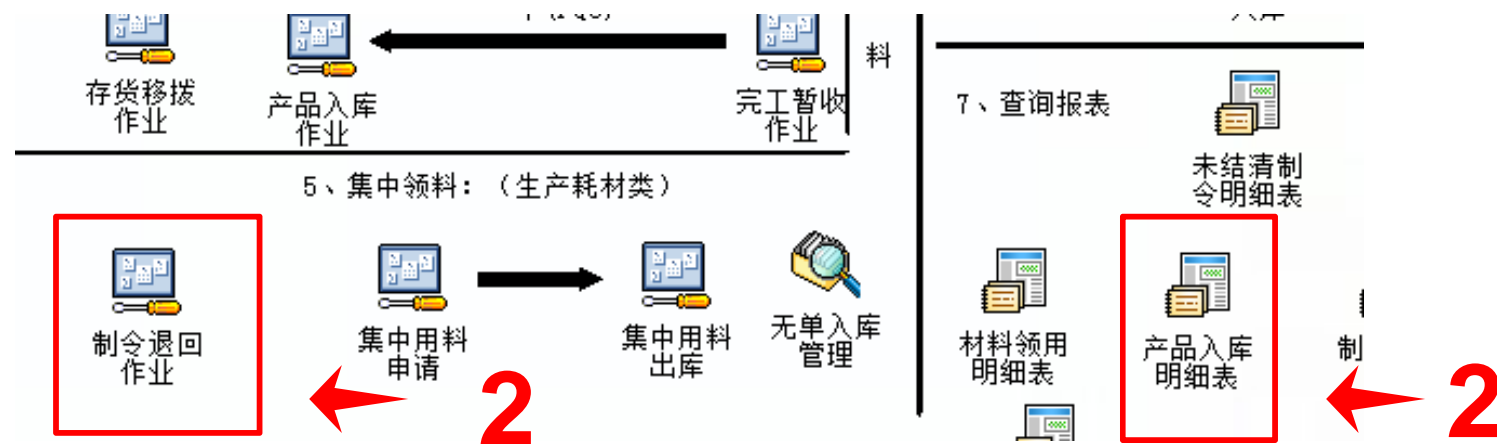 存货移拨
作业
产品入库
作业
完工暂收
作业
料
7、查询报表
未结清制
令明细表
5、集中领料：（生产耗材类）
制令退回
作业
集中用料
申请
集中用料
出库
无单入库
管理
材料领用
明细表
产品入库
明细表
制
2
2